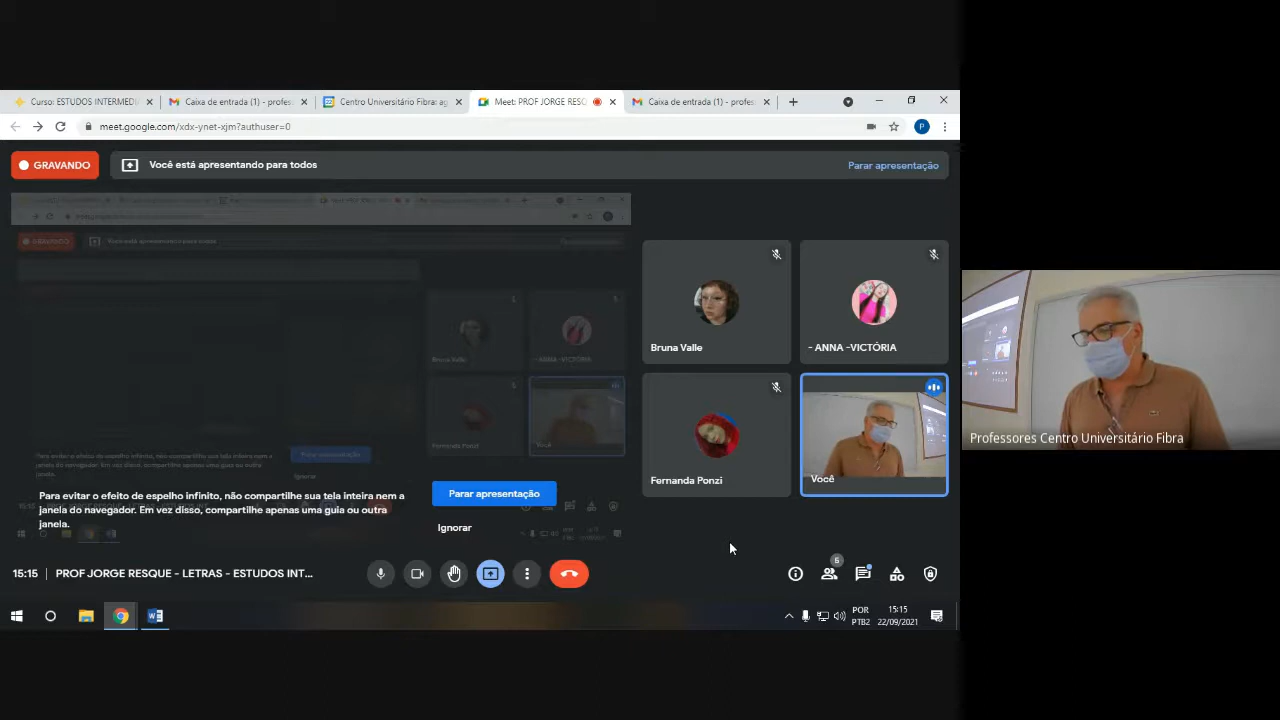 Curso: ESTUDOS INTERMEDI
Caixa de entrada (1) - profes
Centro Universitário Fibra: ag
Meet: PROF JORGE RESQ
Caixa de entrada (1) - profes
meet.google.com/xdx-ynet-xjm?authuser=0
GRAVANDO
Você está apresentando para todos
Parar apresentação
Bruna Valle
- ANNA -VICTÓRIA
Fernanda Ponzi
Você
Professores Centro Universitário Fibra
Para evitar o efeito de espelho infinito, não compartilhe sua tela inteira nem a
janela do navegador. Em vez disso, compartilhe apenas uma guia ou outra
janela.
Parar apresentação
Ignorar
15:15 | PROF JORGE RESQUE - LETRAS - ESTUDOS INT...
5
POR
PTB2
15:15
22/09/2021